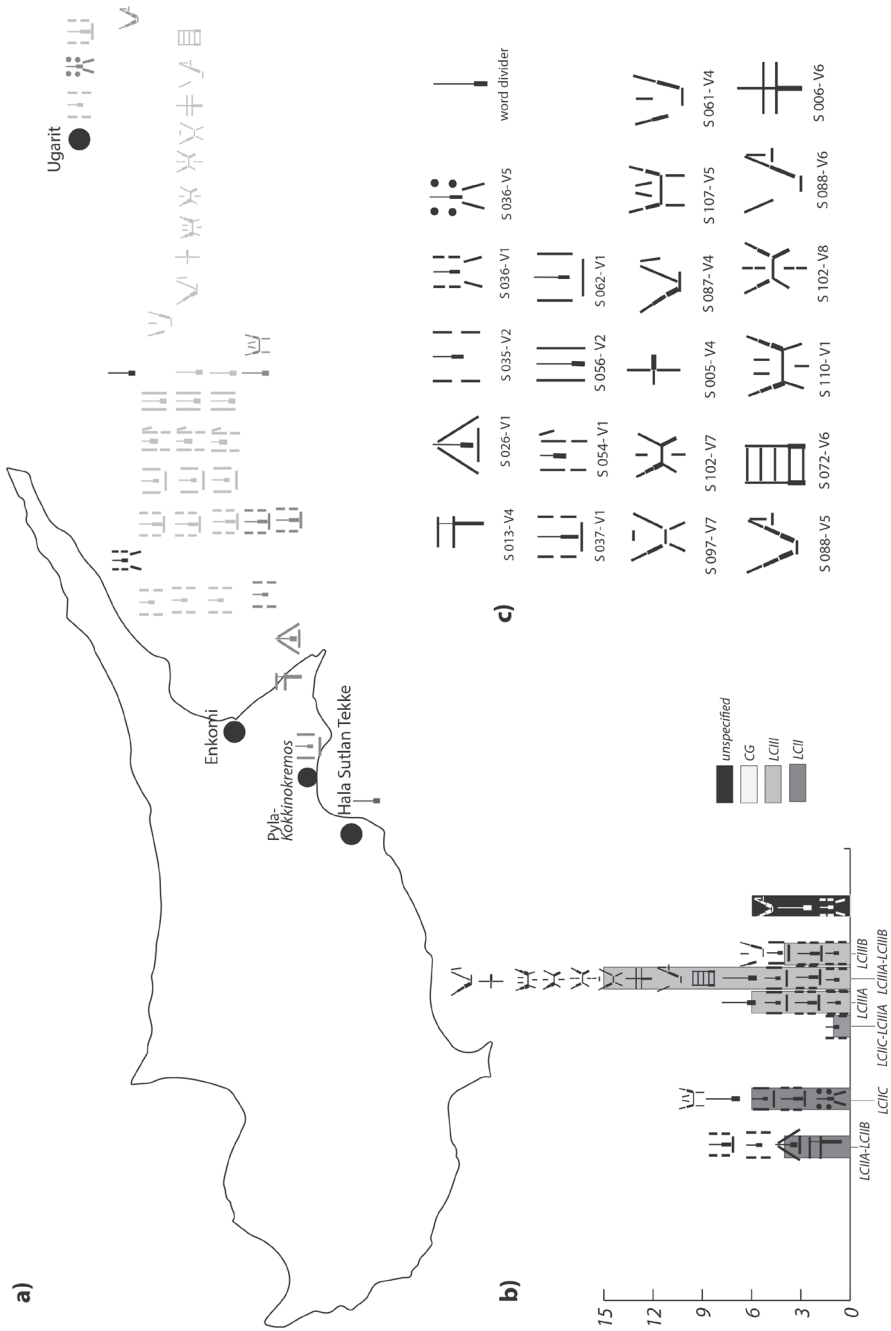 a)
Ugarit
Enkomi
Pyla-
Kokkinokremos
Hala Sutlan Tekke
b)
15
12
9
6
3
0
LCIIA-LCIIB
LCIIC
LCIIC-LCIIIA
LCIIIA
LCIIIA-LCIIIB
LCIIIB
unspecified
CG
LCIII
LCII
c)
S 013- V4
S 026- V1
S 035- V2
S 036- V1
S 036- V5
word divider
S 037- V1
S 054- V1
S 056- V2
S 062- V1
S 097- V7
S 102- V7
S 005- V4
S 087- V4
S 107- V5
S 061- V4
S 088- V5
S 072- V6
S 110- V1
S 102- V8
S 088- V6
S 006- V6